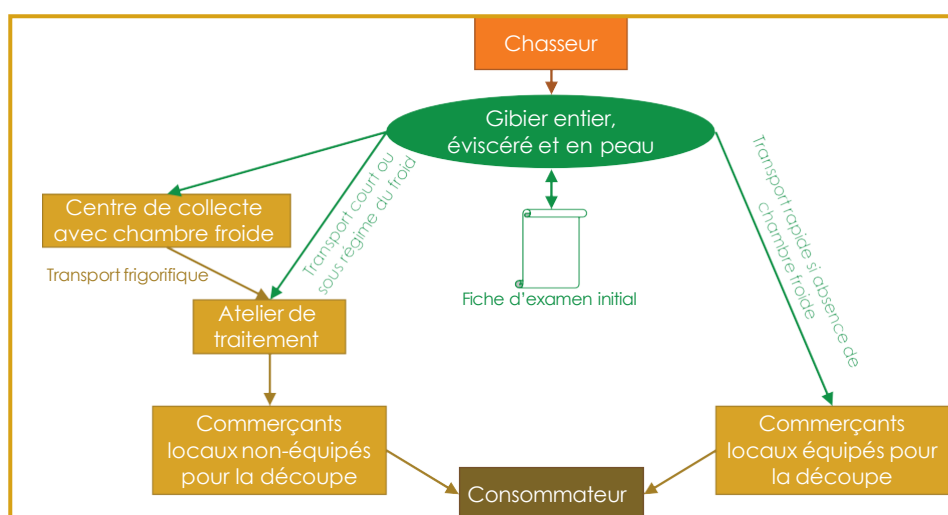 Chasseur
Gibier entier,
éviscéré et en peau
Centre de collecte
avec chambre froide
Transport court ou
sous régime du froid
Transport rapide si absence de
chambre froide
Transport frigorifique
Fiche d'examen initial
Atelier de
traitement
Commerçants
locaux non-équipés
pour la découpe
Commerçants
locaux équipés pour
la découpe
Consommateur